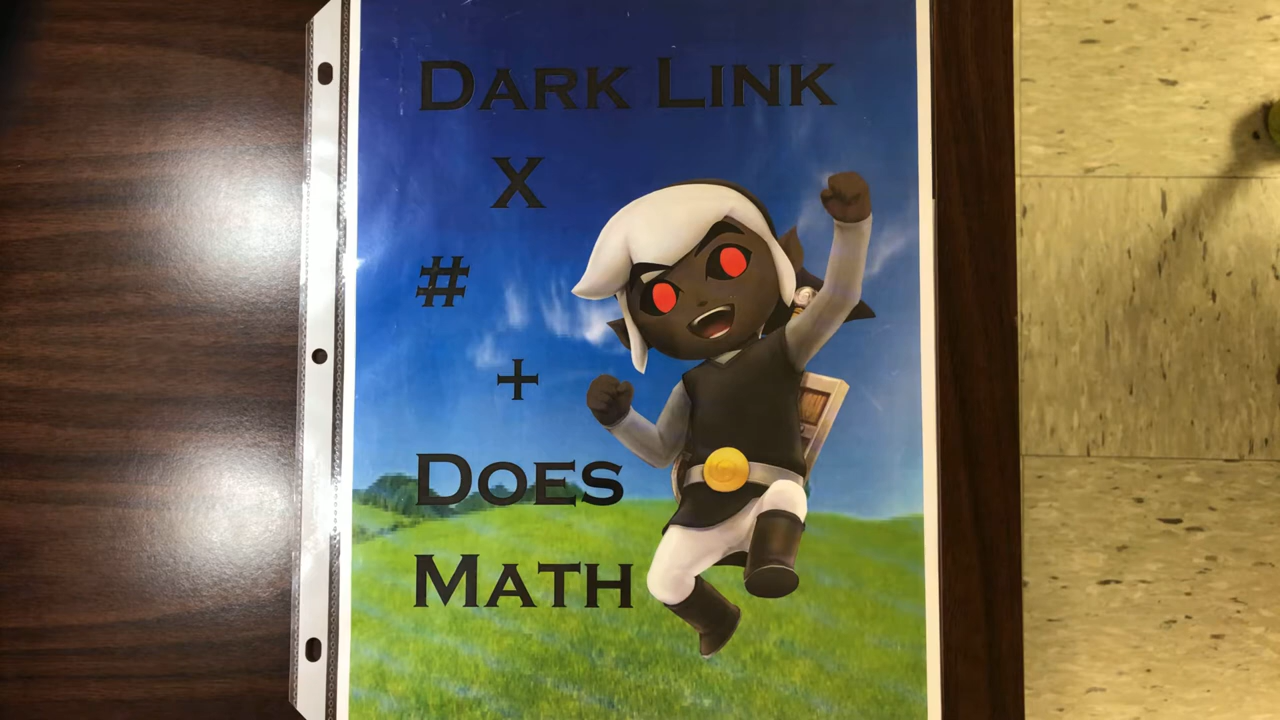 Dark Link
X
#
+
Does
Math